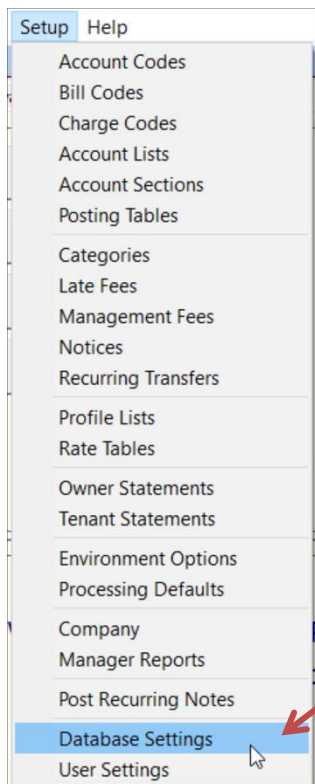 Setup Help
Account Codes
Bill Codes
Charge Codes
Account Lists
Account Sections
Posting Tables
Categories
Late Fees
Management Fees
Notices
Recurring Transfers
Profile Lists
Rate Tables
Owner Statements
Tenant Statements
Environment Options
Processing Defaults
Company
Manager Reports
Post Recurring Notes
Database Settings
User Settings